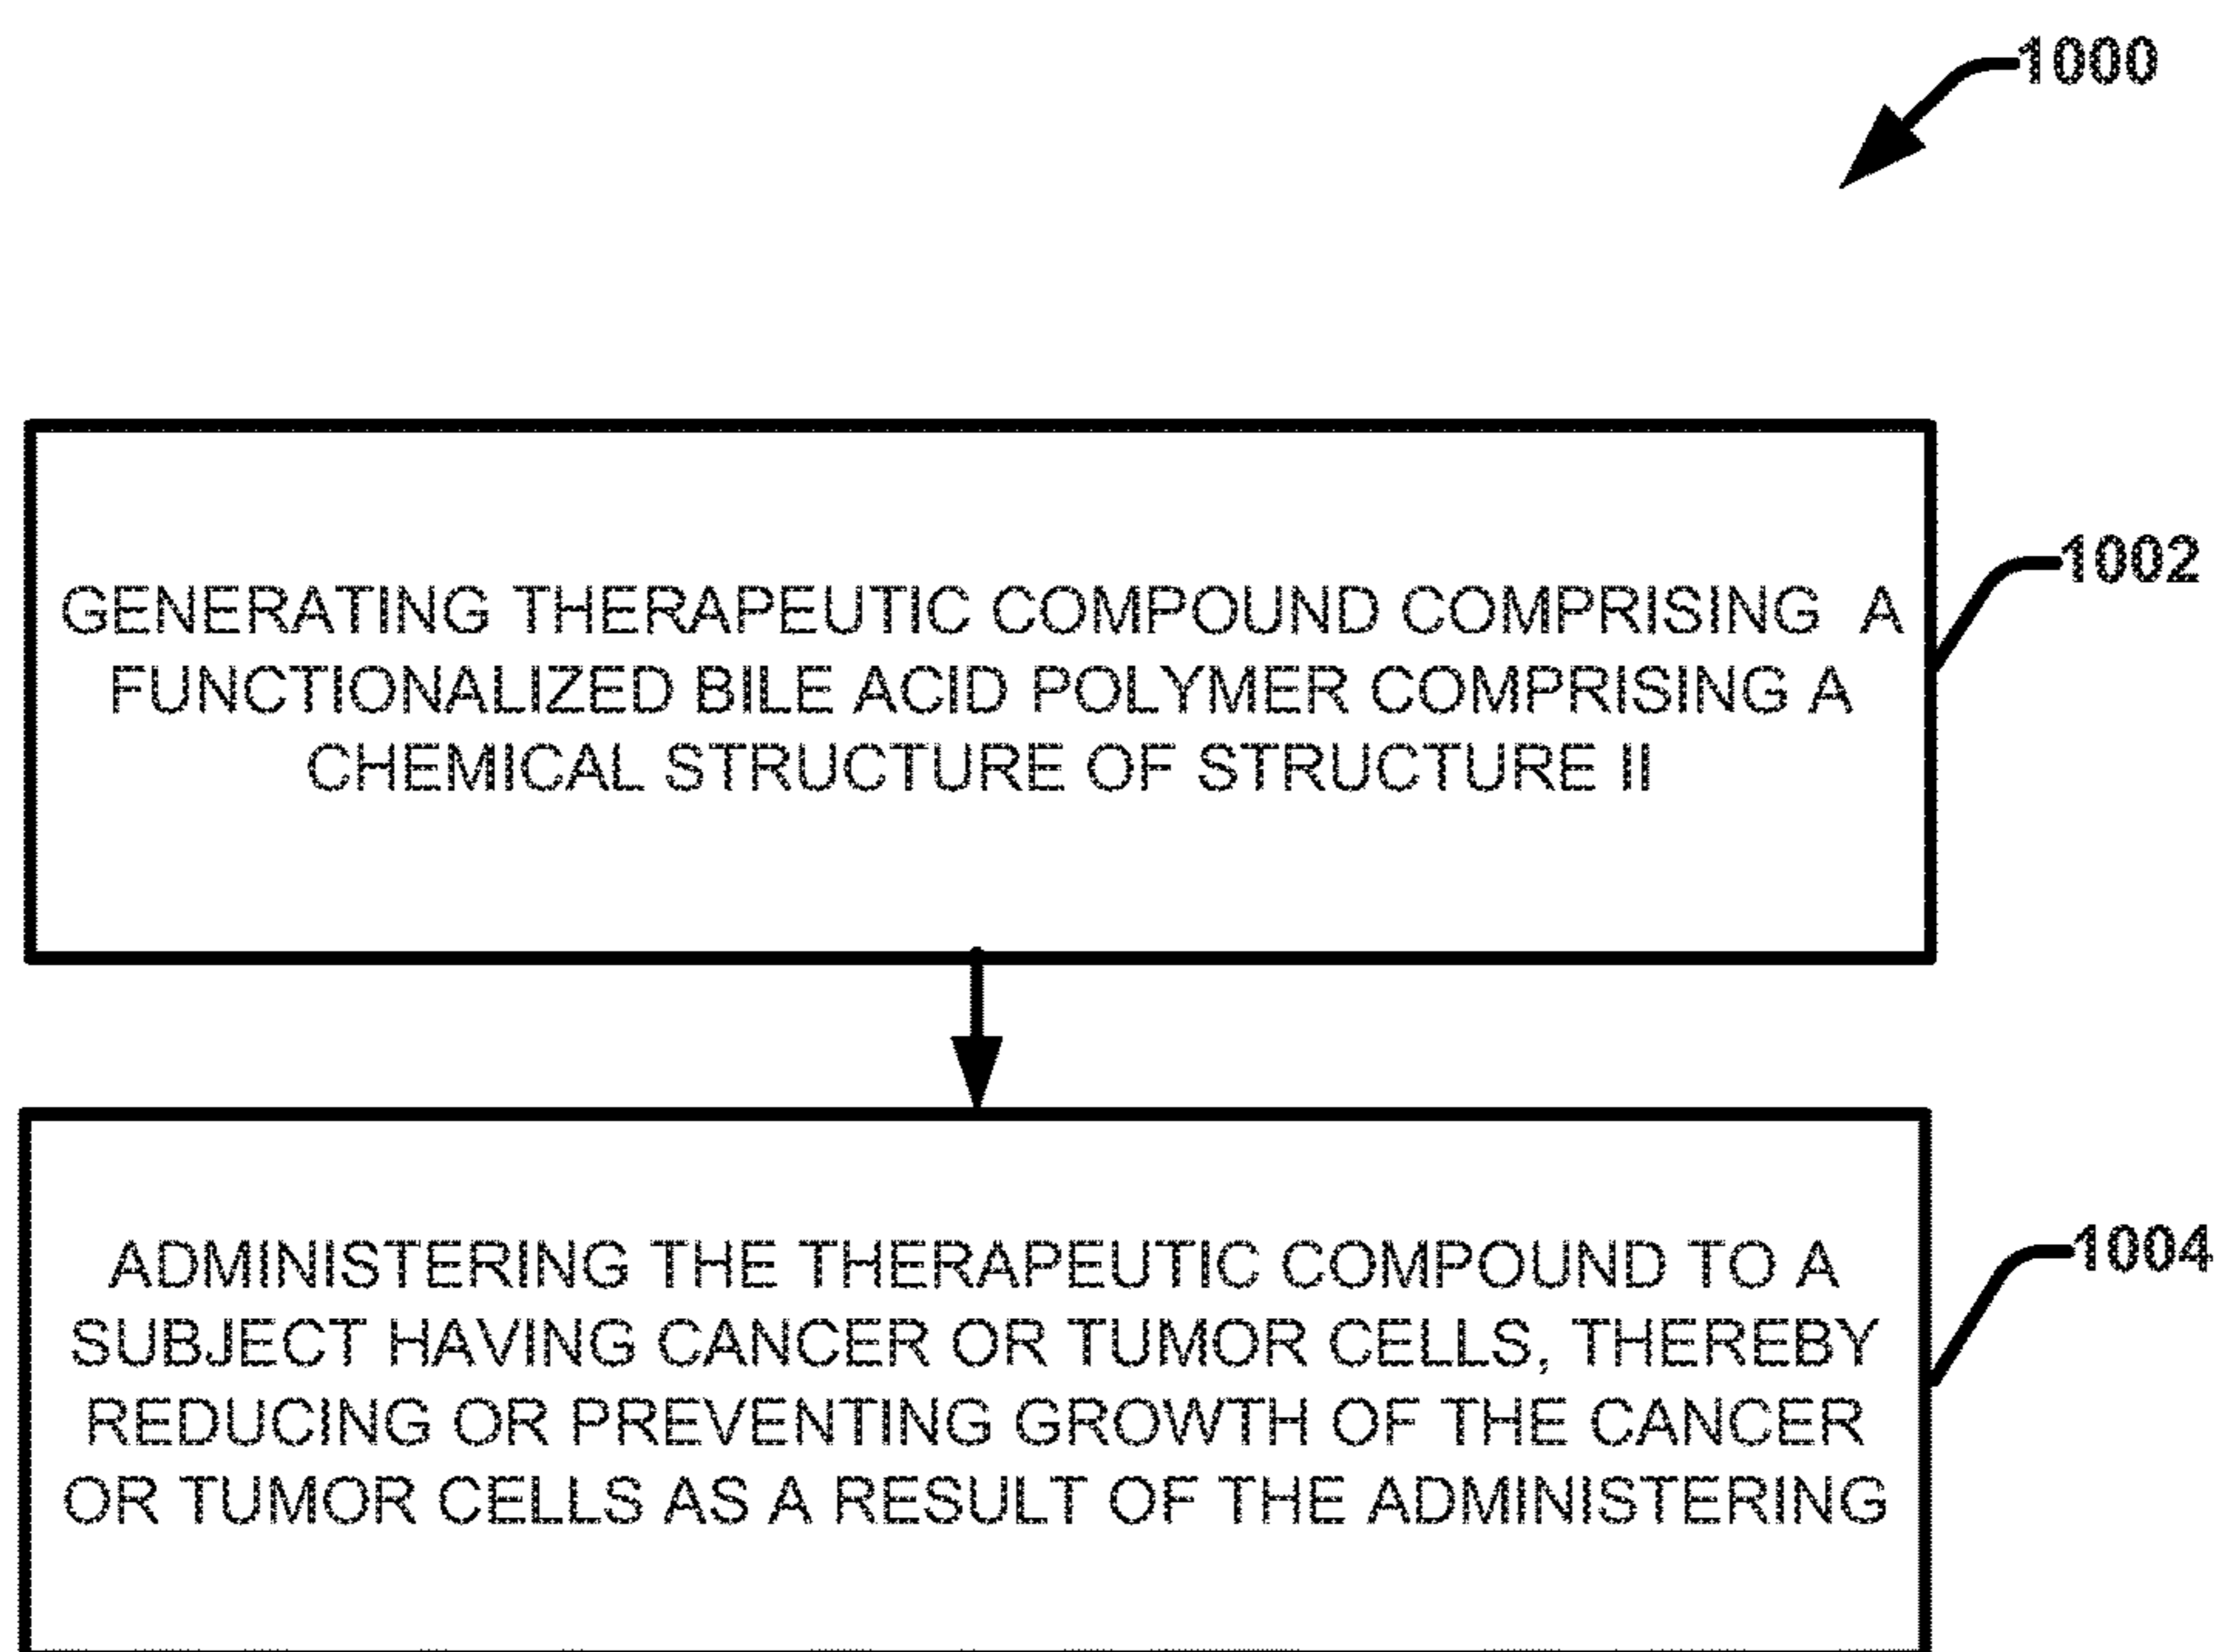 1000
GENERATING THERAPEUTIC COMPOUND COMPRISING A
FUNCTIONALIZED BILE ACID POLYMER COMPRISING A
CHEMICAL STRUCTURE OF STRUCTURE II
1002
ADMINISTERING THE THERAPEUTIC COMPOUND TO A
SUBJECT HAVING CANCER OR TUMOR CELLS, THEREBY
REDUCING OR PREVENTING GROWTH OF THE CANCER
OR TUMOR CELLS AS A RESULT OF THE ADMINISTERING
1004